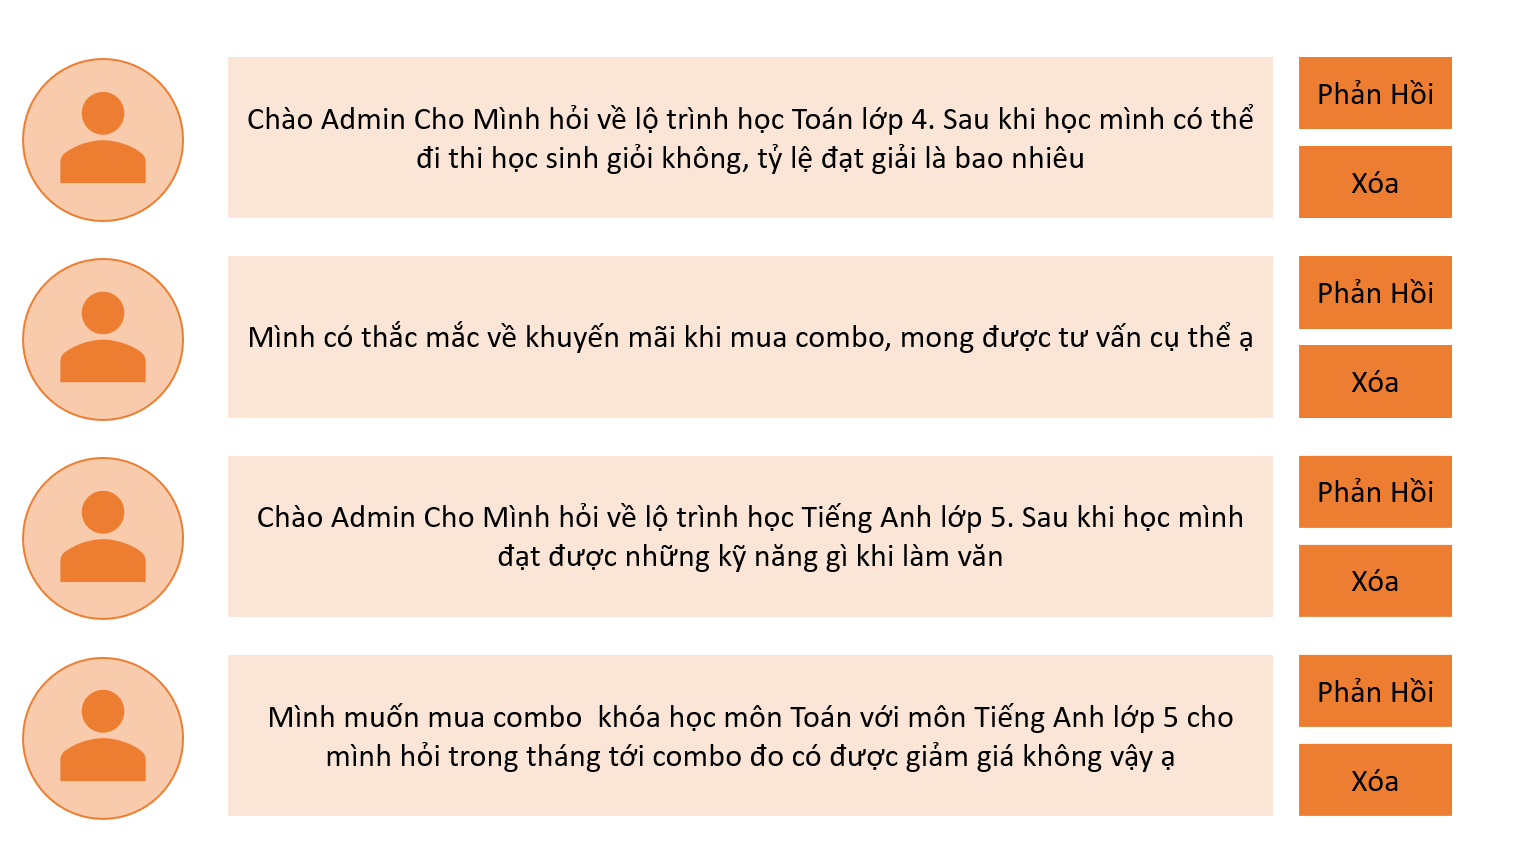 Chào Admin Cho Mình hỏi về lộ trình học Toán lớp 4. Sau khi học mình có thể
đi thi học sinh giỏi không, tỷ lệ đạt giải là bao nhiêu
Phản Hồi
Xóa
Mình có thắc mắc về khuyến mãi khi mua combo, mong được tư vấn cụ thể ạ
Phản Hồi
Xóa
Chào Admin Cho Mình hỏi về lộ trình học Tiếng Anh lớp 5. Sau khi học mình
đạt được những kỹ năng gì khi làm văn
Phản Hồi
Xóa
Mình muốn mua combo  khóa học môn Toán với môn Tiếng Anh lớp 5 cho
mình hỏi trong tháng tới combo đo có được giảm giá không vậy ạ
Phản Hồi
Xóa